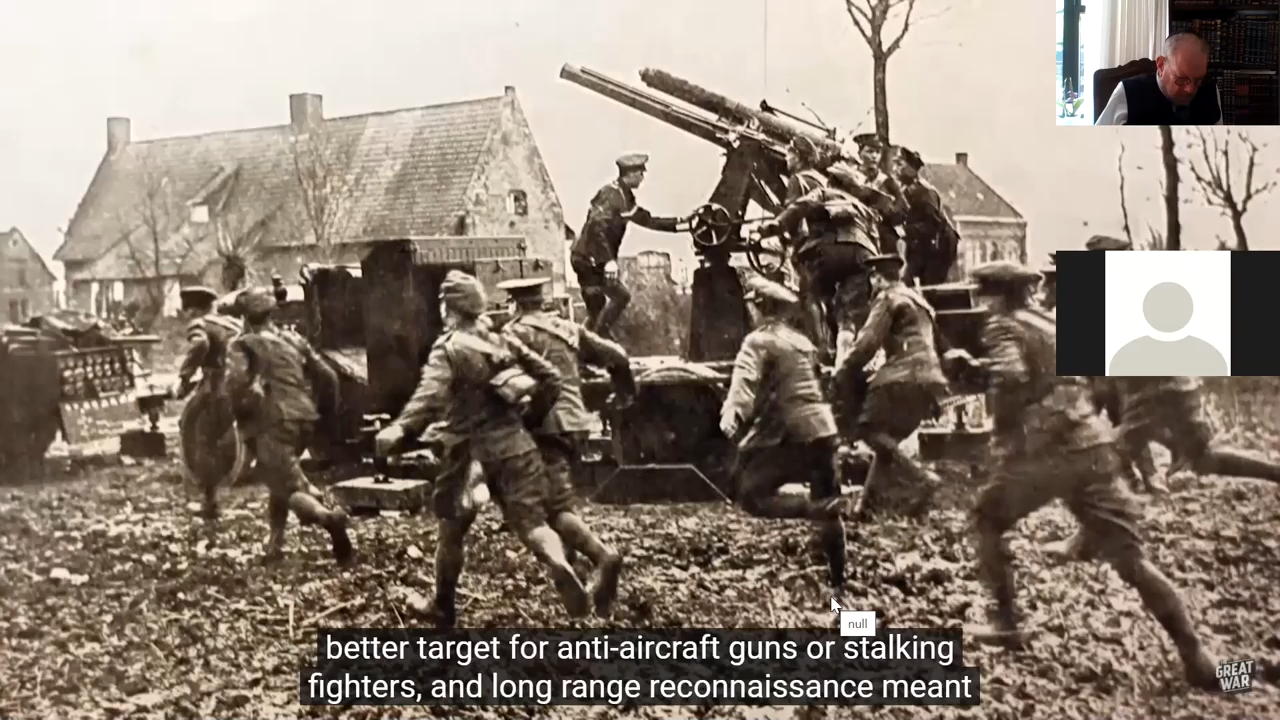 null
better target for anti-aircraft guns or stalking
fighters, and long range reconnaissance meant
GREAT
WAR